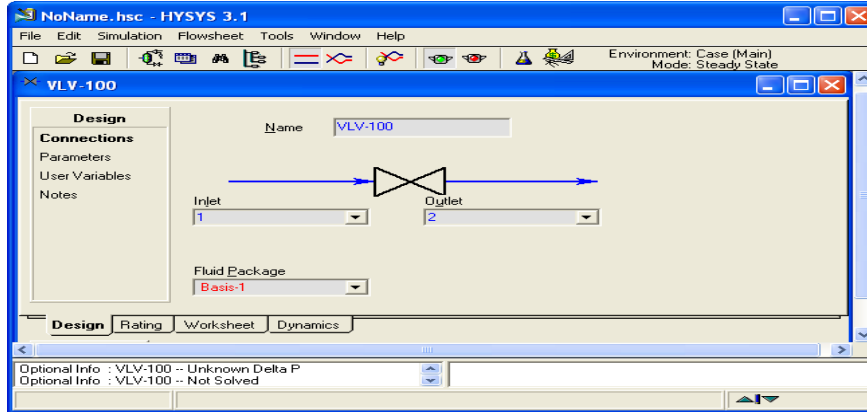 NoName.hsc - HYSYS 3.1
File Edit Simulation Flowsheet Tools Window Help
Environment: Case (Main)
Mode: Steady State
VLV-100
Design
Connections
Parameters
User Variables
Notes
Name VLV-100
Inlet Outlet
1 2
Fluid Package
Basis-1
Design Rating Worksheet Dynamics
Optional Info : VLV-100 -- Unknown Delta P
Optional Info : VLV-100 -- Not Solved